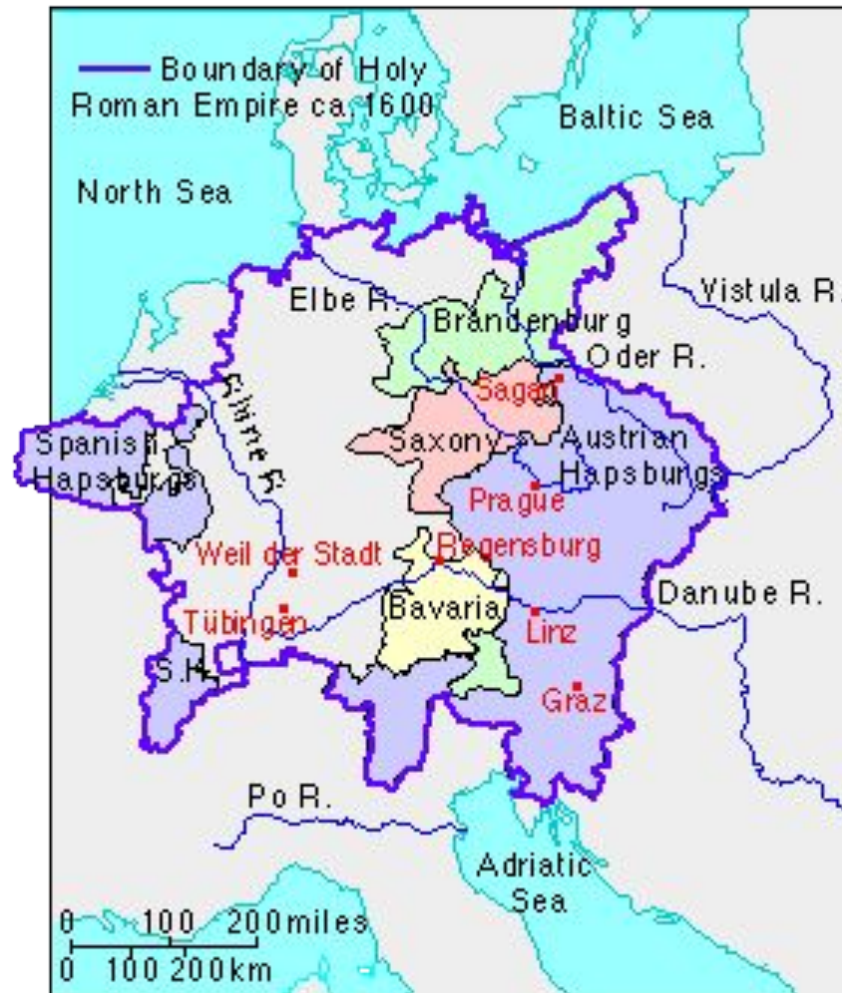 Boundary of Holy
Roman Empire ca. 1600
Baltic Sea
North Sea
Elbe R.
Vistula R.
Brandenburg
Oder R.
Rhine R.
Sagan
Spanish
Hapsburgs
Saxony
Austrian
Hapsburgs
Prague
Weil der Stadt
Regensburg
Danube R.
Tübingen
Bavaria
Linz
S.H.
Graz
Po R.
Adriatic
Sea
0 100 200 miles
0 100 200 km